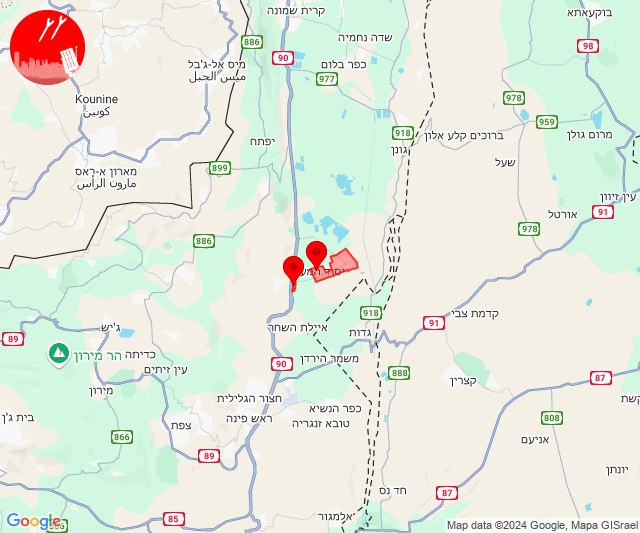 קרית שמונה
בוקעאתא
שדה נחמיה
886
90
98
מיס אל-ג'בל
ميس الجبل
כפר בלום
977
Kounine
كونين
978
959
918
ברוכים קלע אלון
מרום גולן
יפתח
גונן
899
שעל
מארון א-ראס
مارون الراس
עין זיוון
אורטל
91
886
978
918
קדמת צבי
91
איילת השחר
גדות
89
ג'יש
הר מירון
כדיתה
עין זיתים
90
משמר הירדן
888
קצרין
87
מירון
חצור הגלילית
כפר הנשיא
טובא זנגריה
ראש פינה
בית ג'ן
866
צפת
89
808
אניעם
יונתן
חד נס
87
85
אלמגור
Google
Map data ©2024 Google, Mapa GISrael